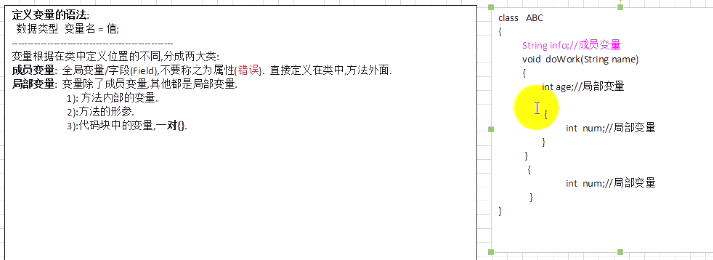 定义变量的语法:
数据类型 变量名 = 值;
--------------------------------------------------
变量根据在类中定义位置的不同,分成两大类:
成员变量: 全局变量/字段(Field),不要称之为属性(错误). 直接定义在类中,方法外面.
局部变量: 变量除了成员变量,其他都是局部变量.
1): 方法内部的变量.
2):方法的形参.
3):代码块中的变量,一对{}.
class ABC
{
String info;//成员变量
void doWork(String name)
{
int age;//局部变量
{
int num;//局部变量
}
}
{
int num;//局部变量
}
}